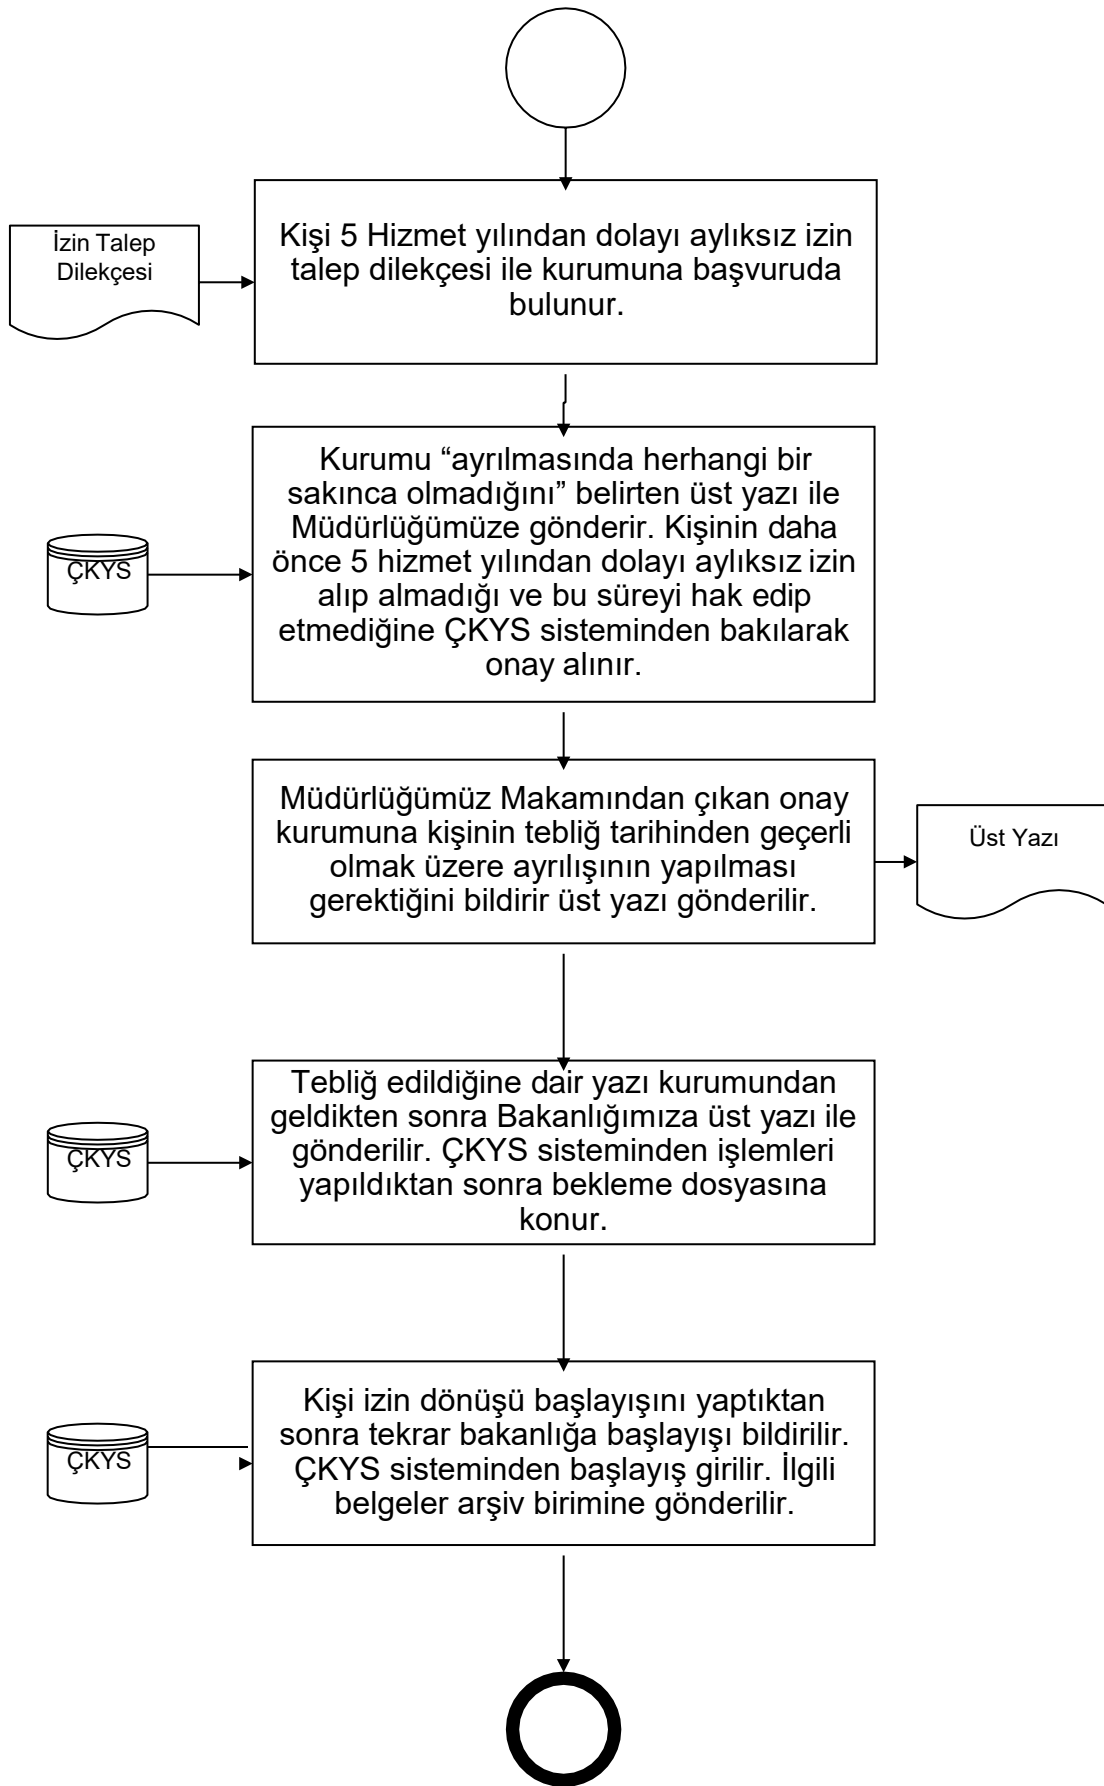 İzin Talep
Dilekçesi
Kişi 5 Hizmet yılından dolayı aylıksız izin
talep dilekçesi ile kurumuna başvuruda
bulunur.
ÇKYS
Kurumu “ayrılmasında herhangi bir
sakınca olmadığını” belirten üst yazı ile
Müdürlüğümüze gönderir. Kişinin daha
önce 5 hizmet yılından dolayı aylıksız izin
alıp almadığı ve bu süreyi hak edip
etmediğine ÇKYS sisteminden bakılarak
onay alınır.
Müdürlüğümüz Makamından çıkan onay
kurumuna kişinin tebliğ tarihinden geçerli
olmak üzere ayrılışının yapılması
gerektiğini bildirir üst yazı gönderilir.
Üst Yazı
ÇKYS
Tebliğ edildiğine dair yazı kurumundan
geldikten sonra Bakanlığımıza üst yazı ile
gönderilir. ÇKYS sisteminden işlemleri
yapıldıktan sonra bekleme dosyasına
konur.
ÇKYS
Kişi izin dönüşü başlayışını yaptıktan
sonra tekrar bakanlığa başlayışı bildirilir.
ÇKYS sisteminden başlayış girilir. İlgili
belgeler arşiv birimine gönderilir.